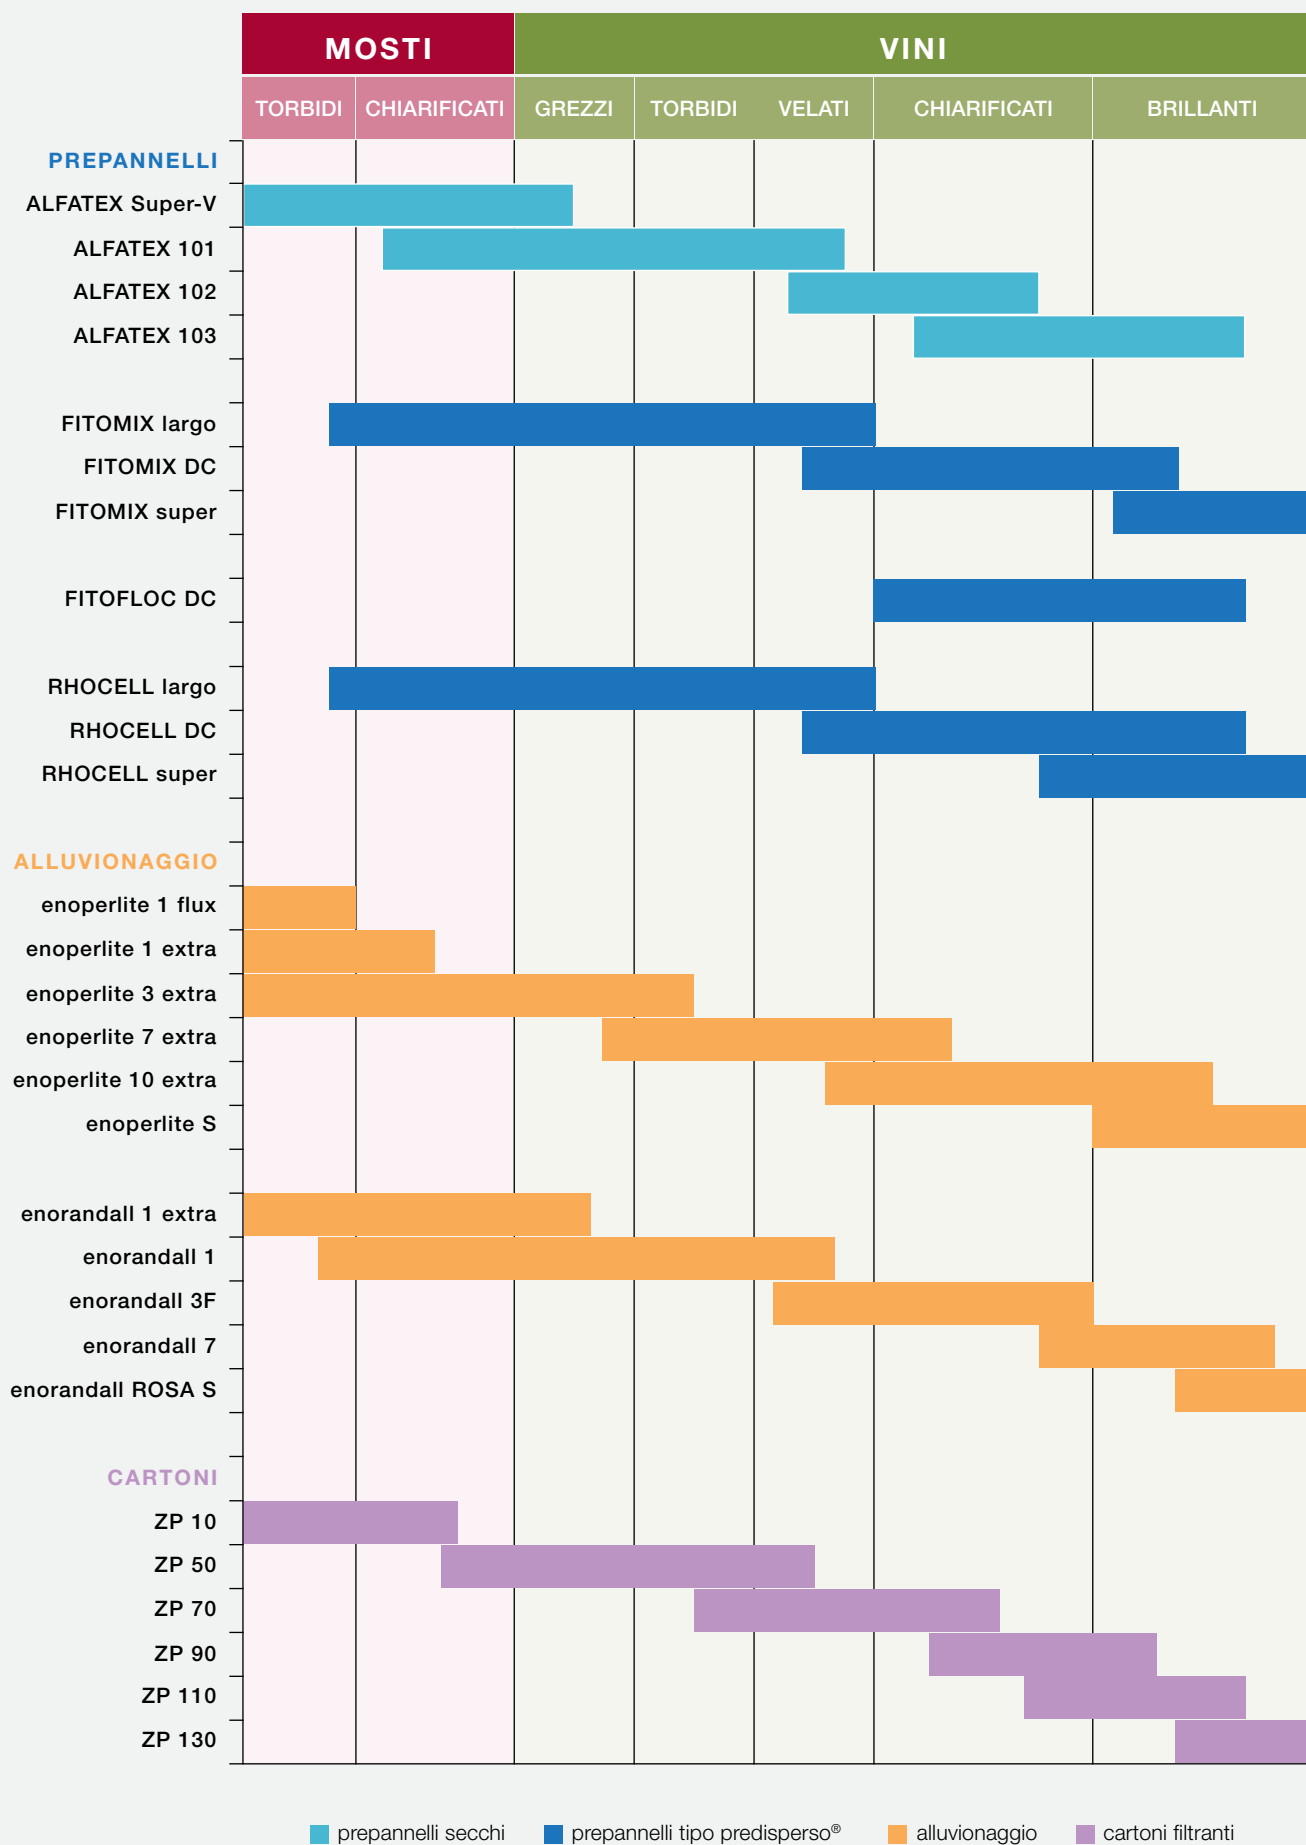 MOSTI VINI
TORBIDI CHIARIFICATI GREZZI TORBIDI VELATI CHIARIFICATI BRILLANTI
PREPANNELLI
ALFATEX Super-V
ALFATEX 101
ALFATEX 102
ALFATEX 103
FITOMIX largo
FITOMIX DC
FITOMIX super
FITOFLOC DC
RHOCELL largo
RHOCELL DC
RHOCELL super
ALLUVIONAGGIO
enoperlite 1 flux
enoperlite 1 extra
enoperlite 3 extra
enoperlite 7 extra
enoperlite 10 extra
enoperlite S
enorandall 1 extra
enorandall 1
enorandall 3F
enorandall 7
enorandall ROSA S
CARTONI
ZP 10
ZP 50
ZP 70
ZP 90
ZP 110
ZP 130
prepannelli secchi prepannelli tipo predisperso® alluvionaggio cartoni filtranti